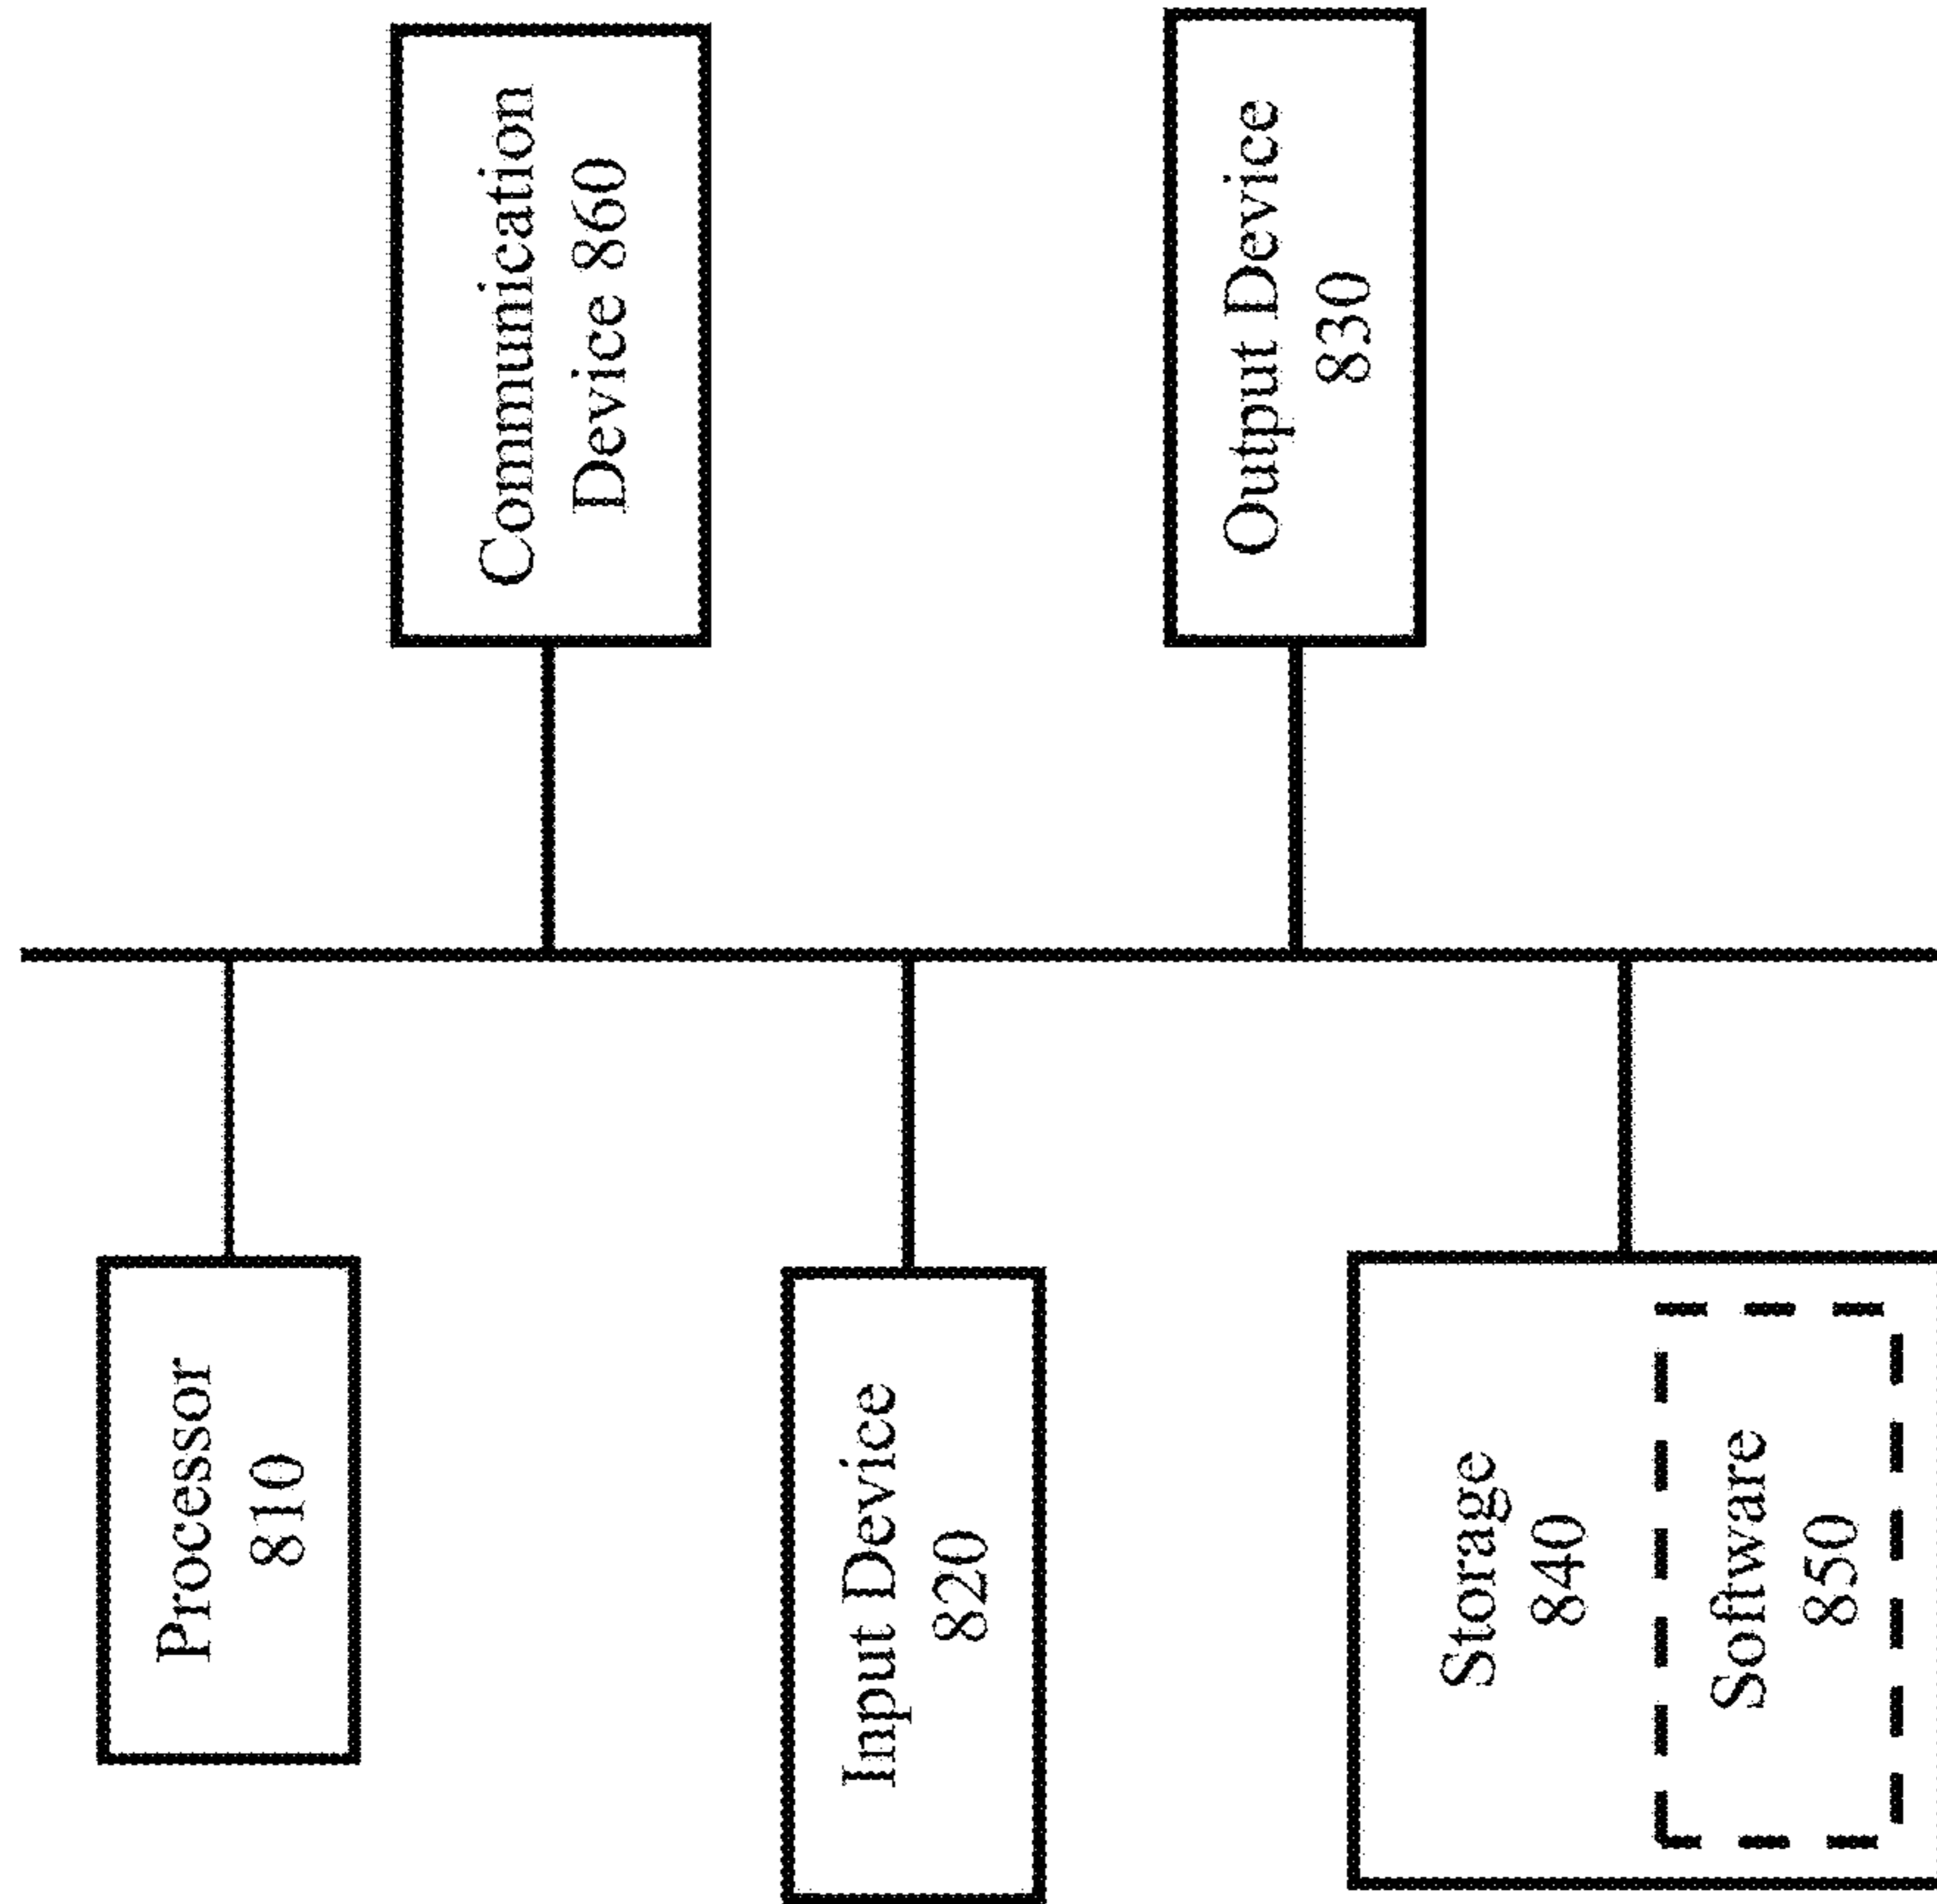 Processor
810
Input Device
820
Storage
840
Software
850
Communication
Device 860
Output Device
830